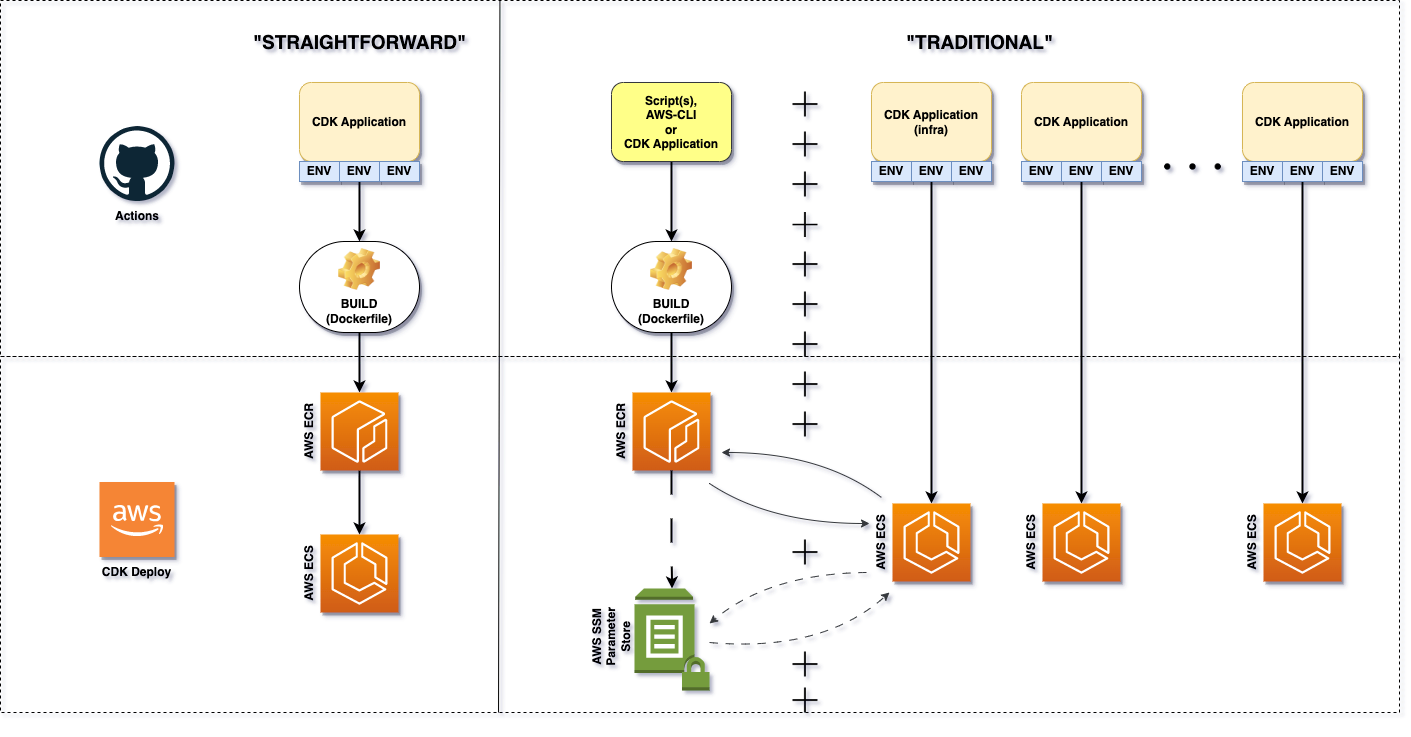 "STRAIGHTFORWARD"
"TRADITIONAL"
CDK Application
ENV ENV ENV
Script(s),
AWS-CLI
or
CDK Application
CDK Application
(infra)
ENV ENV ENV
CDK Application
ENV ENV ENV
CDK Application
ENV ENV ENV
Actions
BUILD
(Dockerfile)
BUILD
(Dockerfile)
AWS ECR
AWS ECR
aws
CDK Deploy
AWS ECS
AWS ECS
AWS ECS
AWS ECS
AWS SSM
Parameter
Store